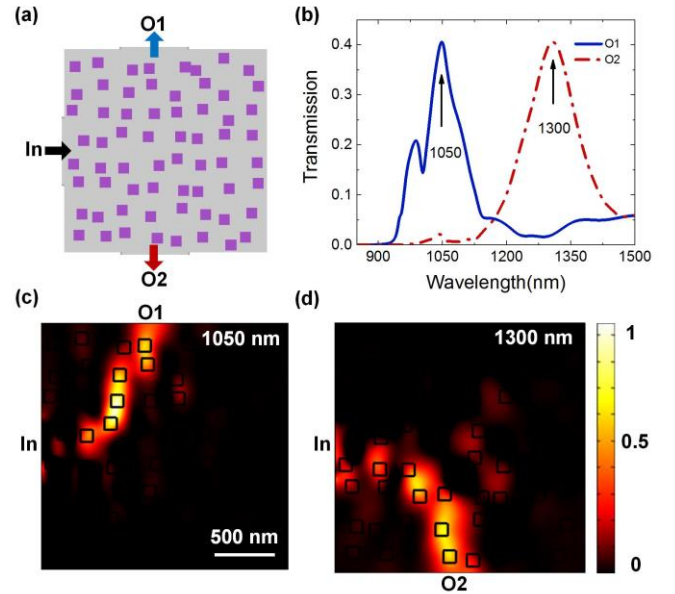 (a)
O1
In
O2
(b)
Transmission
0.4
0.3
0.2
0.1
0.0
O1
O2
1050
1300
900
1050
1200
1350
1500
Wavelength(nm)
(c)
O1
1050 nm
In
500 nm
(d)
1300 nm
In
O2
1
0.5
0